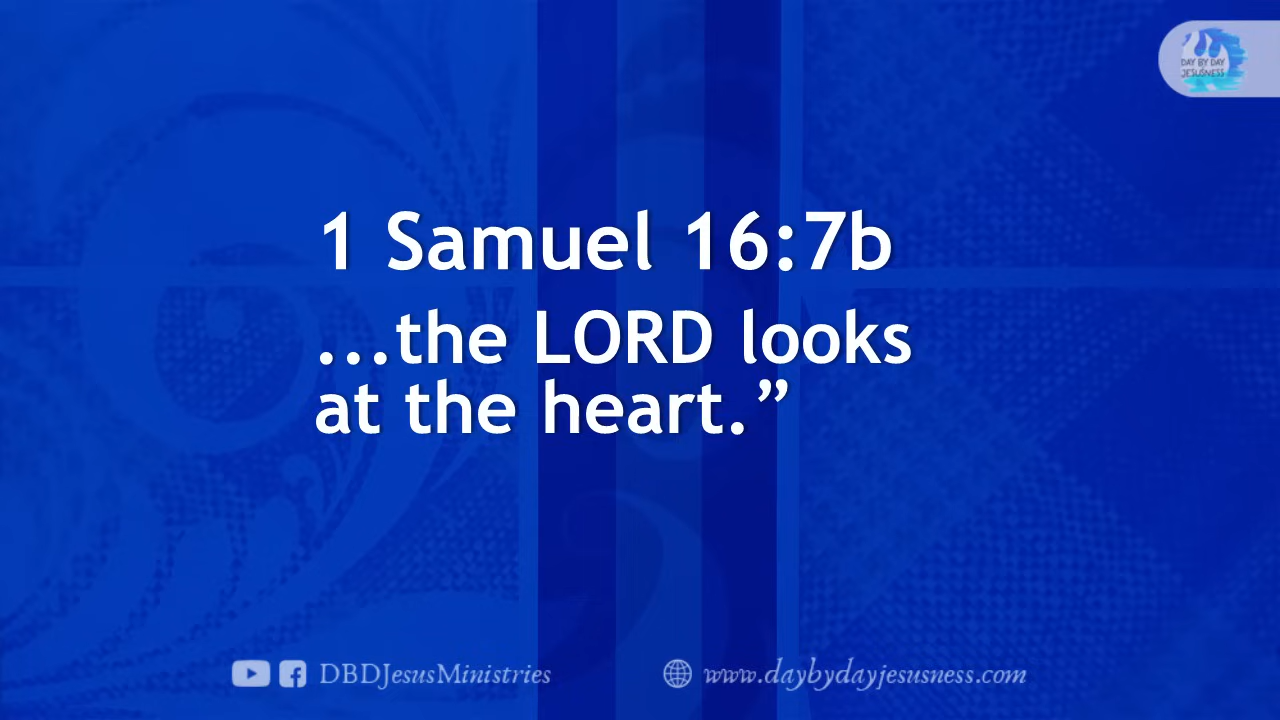 DAY BY DAY
JESUSNESS
1 Samuel 16:7b
...the LORD looks
at the heart.”
DBDJesusMinistries
www.daybydayjesusness.com